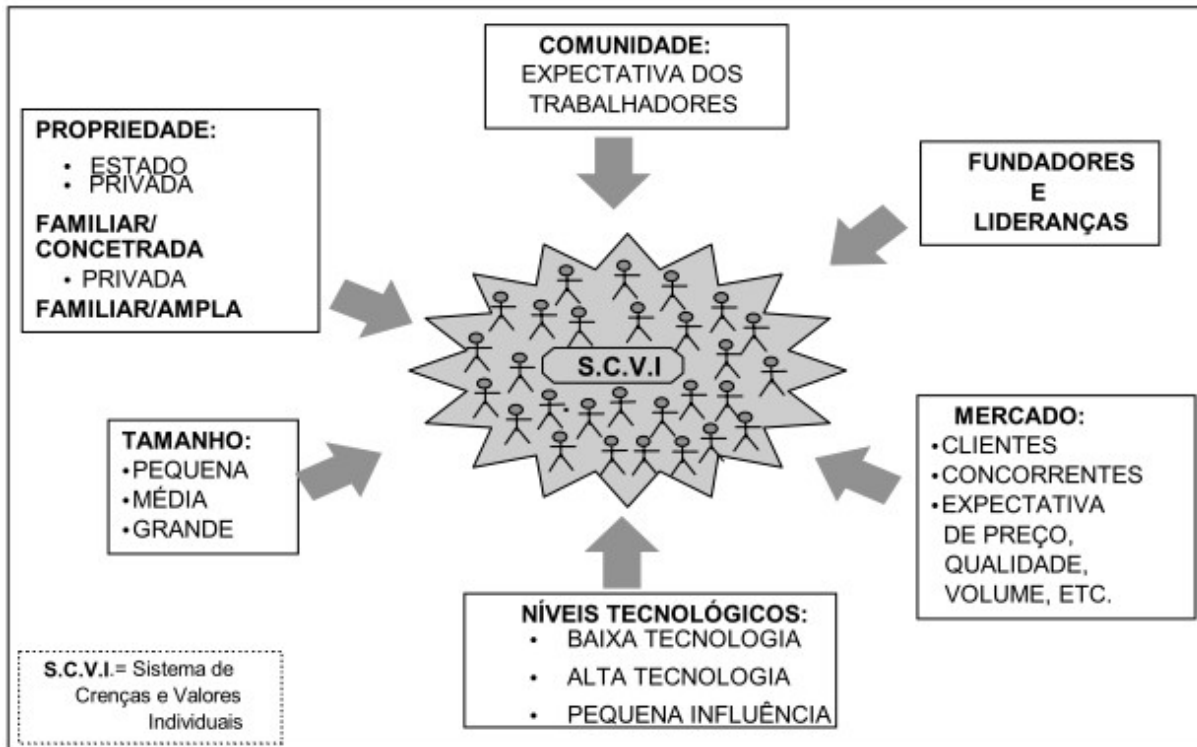 COMUNIDADE:
EXPECTATIVA DOS
TRABALHADORES
PROPRIEDADE:
• ESTADO
• PRIVADA
FAMILIAR/
CONCETRADA
• PRIVADA
FAMILIAR/AMPLA
FUNDADORES
E
LIDERANÇAS
S.C.V.I
TAMANHO:
•PEQUENA
•MÉDIA
•GRANDE
MERCADO:
•CLIENTES
•CONCORRENTES
•EXPECTATIVA
DE PREÇO,
QUALIDADE,
VOLUME, ETC.
NÍVEIS TECNOLÓGICOS:
• BAIXA TECNOLOGIA
• ALTA TECNOLOGIA
• PEQUENA INFLUÊNCIA
S.C.V.I.= Sistema de
Crenças e Valores
Individuais